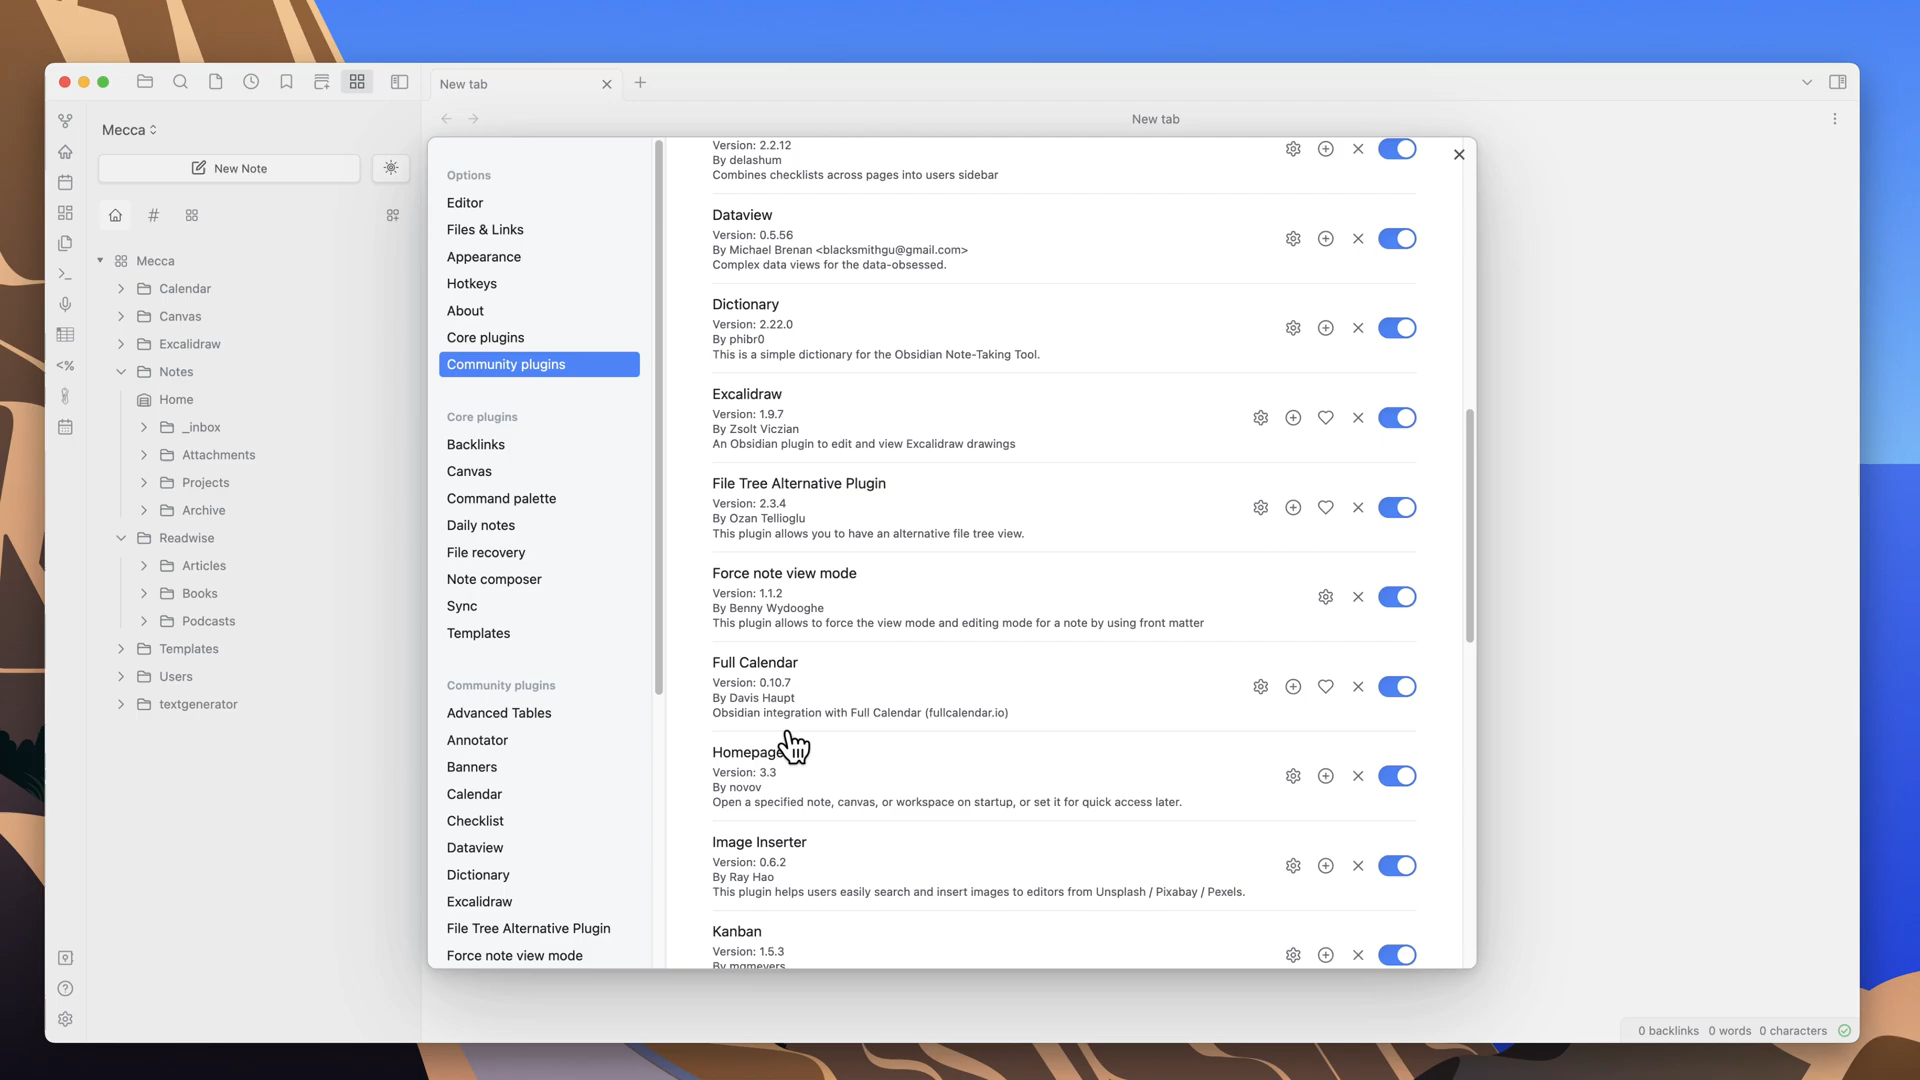 New tab
Mecca
New Note
Mecca
Calendar
Canvas
Excalidraw
Notes
Home
_inbox
Attachments
Projects
Archive
Readwise
Articles
Books
Podcasts
Templates
Users
textgenerator
New tab
Options
Editor
Files & Links
Appearance
Hotkeys
About
Core plugins
Community plugins
Core plugins
Backlinks
Canvas
Command palette
Daily notes
File recovery
Note composer
Sync
Templates
Community plugins
Advanced Tables
Annotator
Banners
Calendar
Checklist
Dataview
Dictionary
Excalidraw
File Tree Alternative Plugin
Force note view mode
Version: 2.2.12
By delashum
Combines checklists across pages into users sidebar
Dataview
Version: 0.5.56
By Michael Brenan <blacksmithgu@gmail.com>
Complex data views for the data-obsessed.
Dictionary
Version: 2.22.0
By phibr0
This is a simple dictionary for the Obsidian Note-Taking Tool.
Excalidraw
Version: 1.9.7
By Zsolt Viczian
An Obsidian plugin to edit and view Excalidraw drawings
File Tree Alternative Plugin
Version: 2.3.4
By Ozan Tellioglu
This plugin allows you to have an alternative file tree view.
Force note view mode
Version: 1.1.2
By Benny Wydooghe
This plugin allows to force the view mode and editing mode for a note by using front matter
Full Calendar
Version: 0.10.7
By Davis Haupt
Obsidian integration with Full Calendar (fullcalendar.io)
Homepage
Version: 3.3
By novov
Open a specified note, canvas, or workspace on startup, or set it for quick access later.
Image Inserter
Version: 0.6.2
By Ray Hao
This plugin helps users easily search and insert images to editors from Unsplash / Pixabay / Pexels.
Kanban
Version: 1.5.3
By mgmeyers
0 backlinks 0 words 0 characters